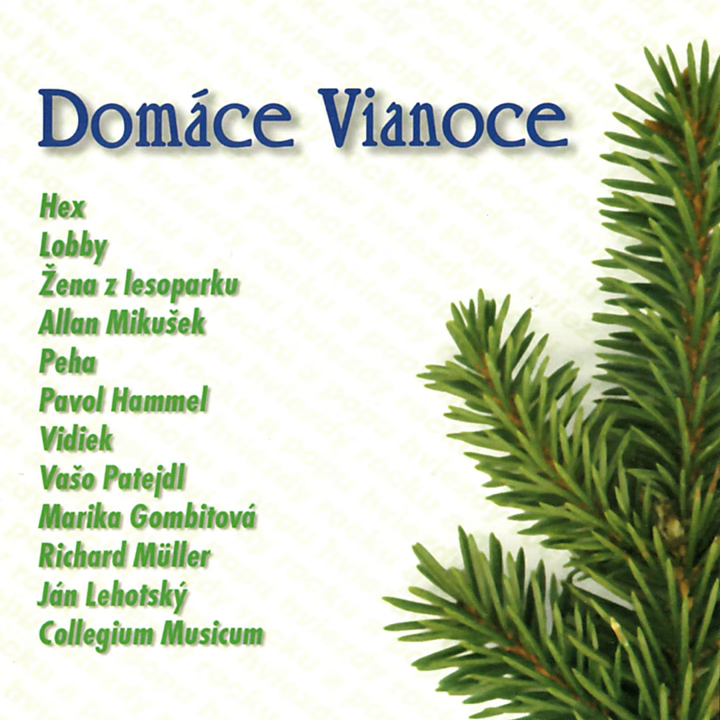 Domáce Vianoce
Hex
Lobby
Žena z lesoparku
Allan Mikušek
Peha
Pavol Hammel
Vidiek
Vašo Patejdl
Marika Gombitová
Richard Müller
Ján Lehotský
Collegium Musicum